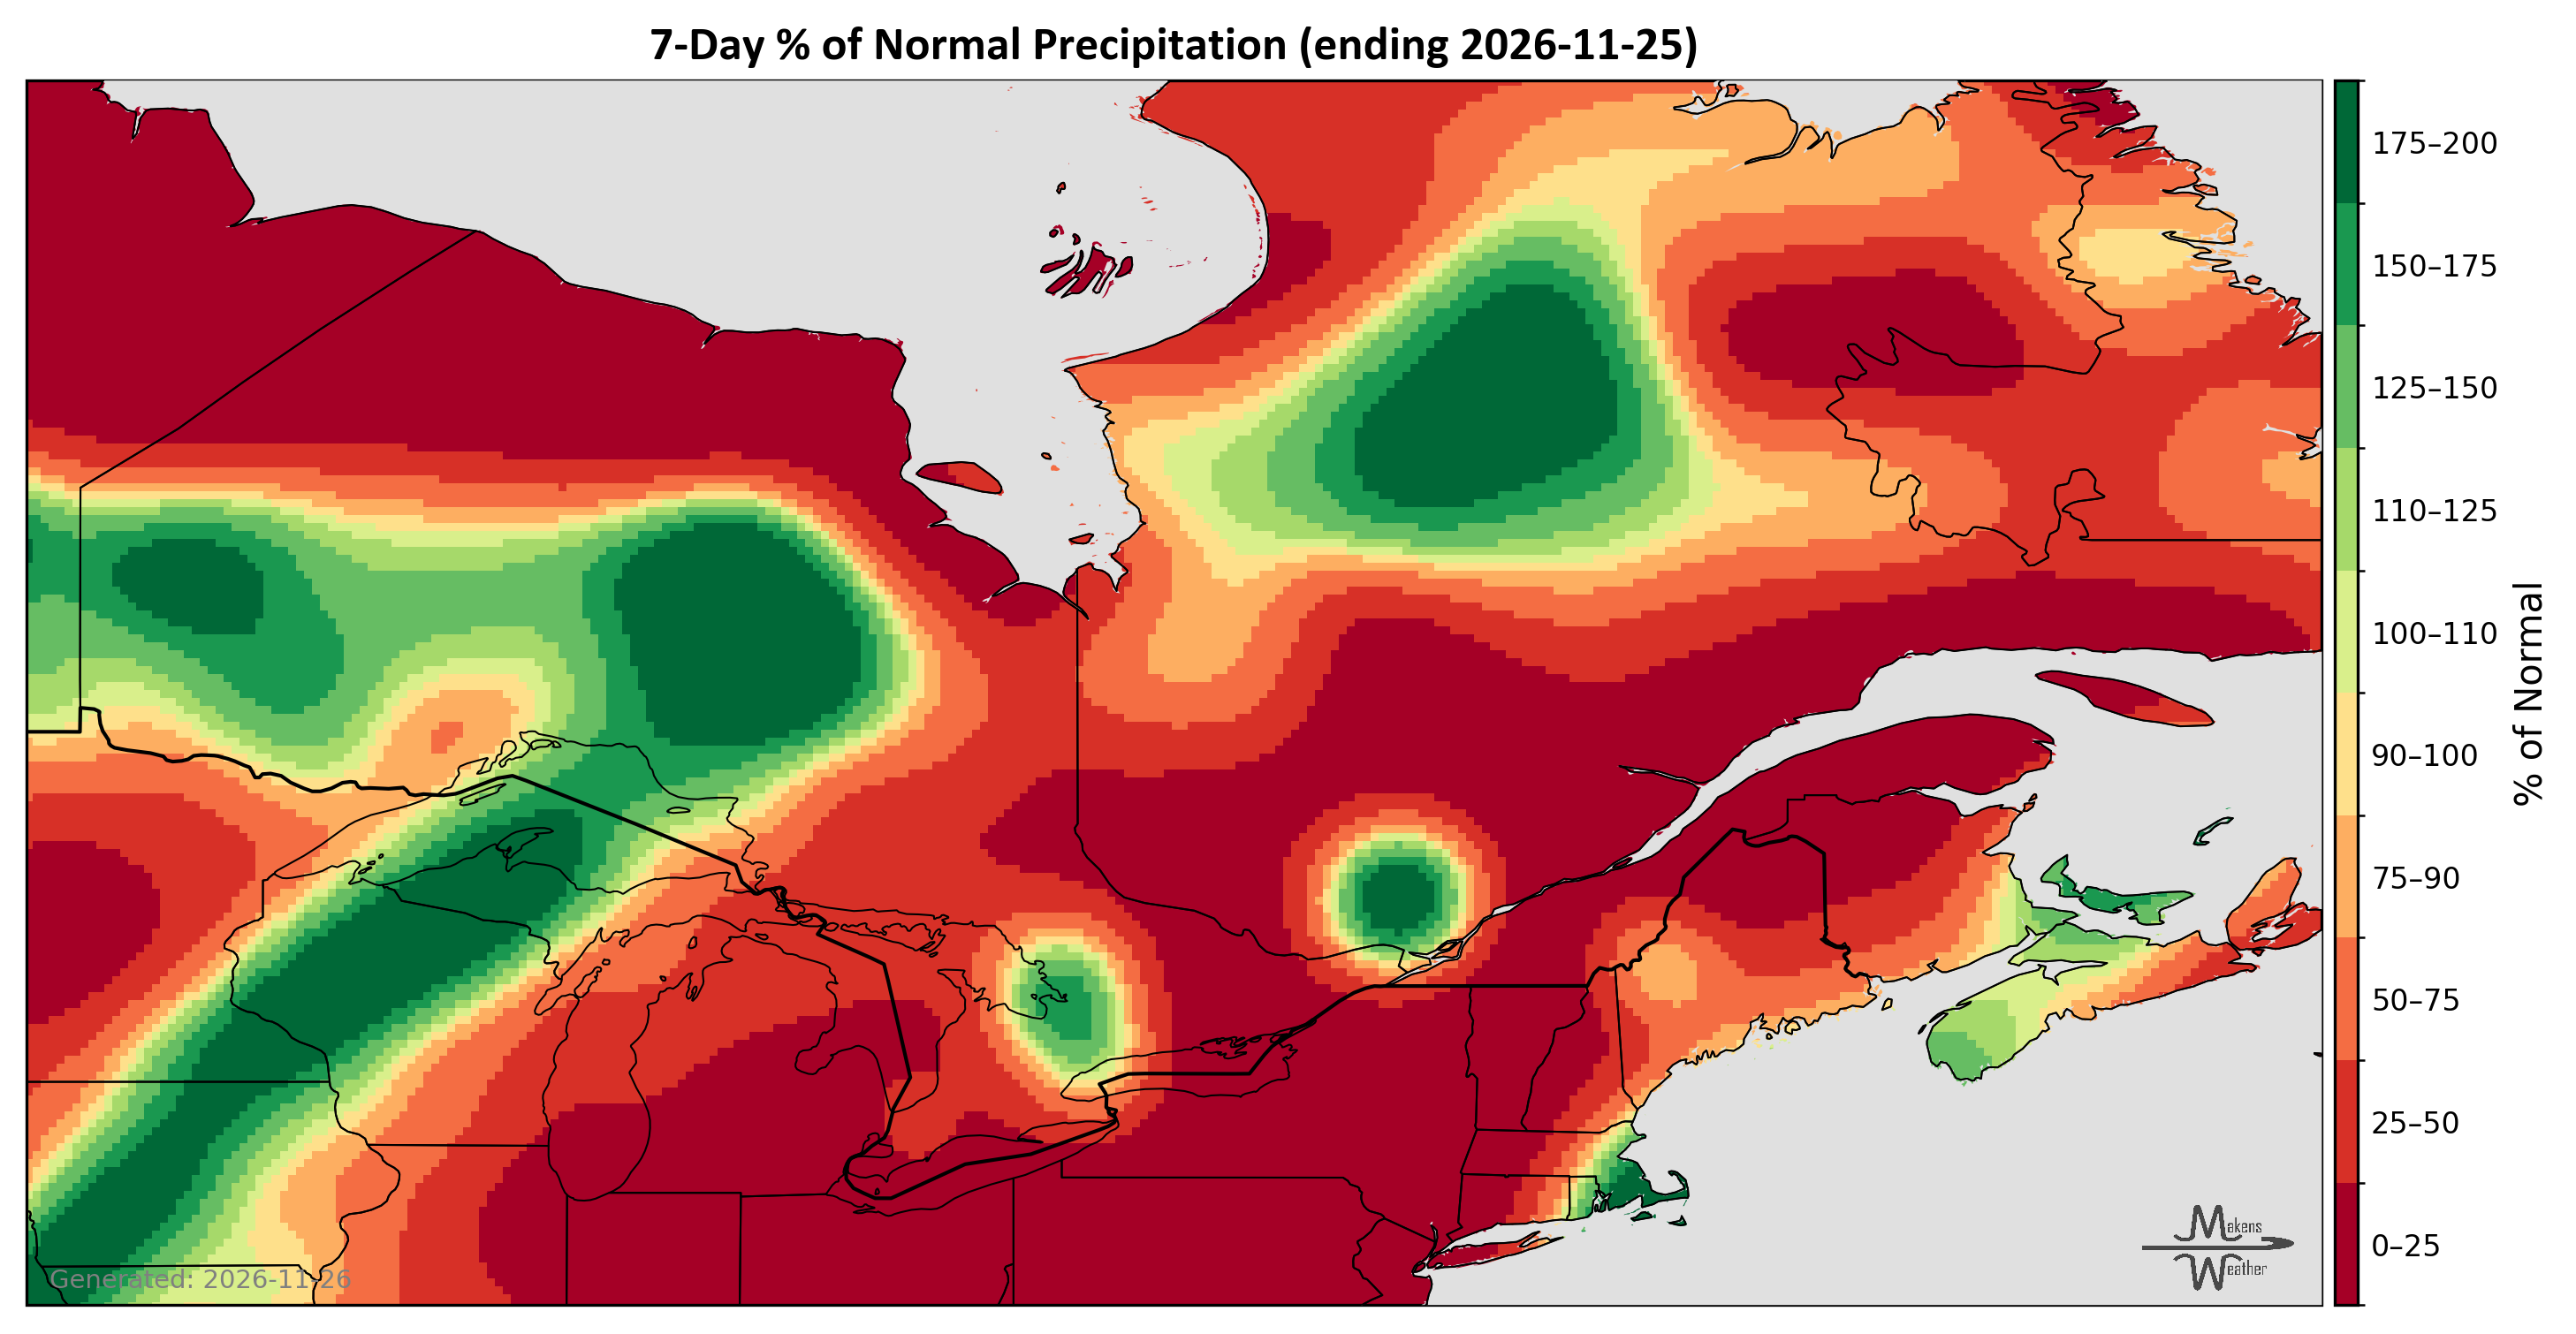 7-Day % of Normal Precipitation (ending 2026-11-25)
175–200
150–175
125–150
110–125
100–110
90–100
75–90
50–75
25–50
0–25
% of Normal
Generated: 2026-11-26
Makens
Weather